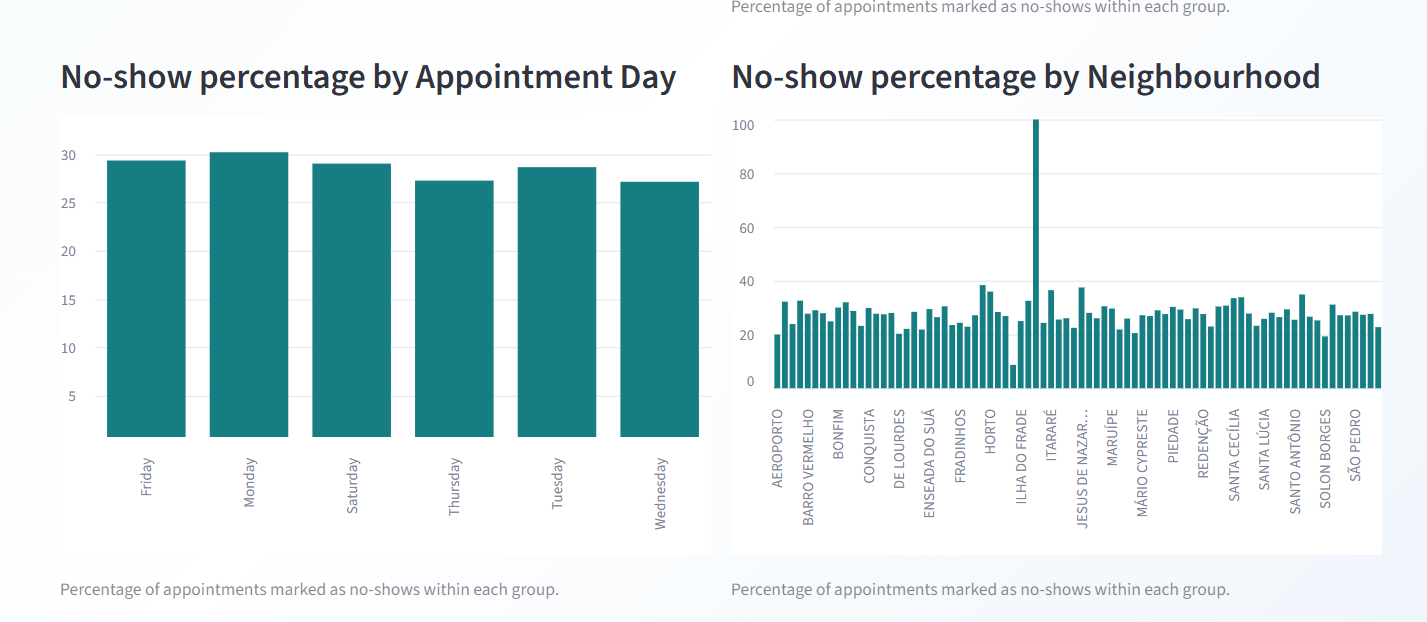 Percentage of appointments marked as no-shows within each group.
No-show percentage by Appointment Day
30
25
20
15
10
5
Friday
Monday
Saturday
Thursday
Tuesday
Wednesday
Percentage of appointments marked as no-shows within each group.
No-show percentage by Neighbourhood
100
80
60
40
20
0
AEROPORTO
BARRO VERMELHO
BONFIM
CONQUISTA
DE LOURDES
ENSEADA DO SUÁ
FRADINHOS
HORTO
ILHA DO FRADE
ITARARÉ
JESUS DE NAZAR…
MARUÍPE
MÁRIO CYPRESTE
PIEDADE
REDENÇÃO
SANTA CECÍLIA
SANTA LÚCIA
SANTO ANTÔNIO
SOLON BORGES
SÃO PEDRO
Percentage of appointments marked as no-shows within each group.